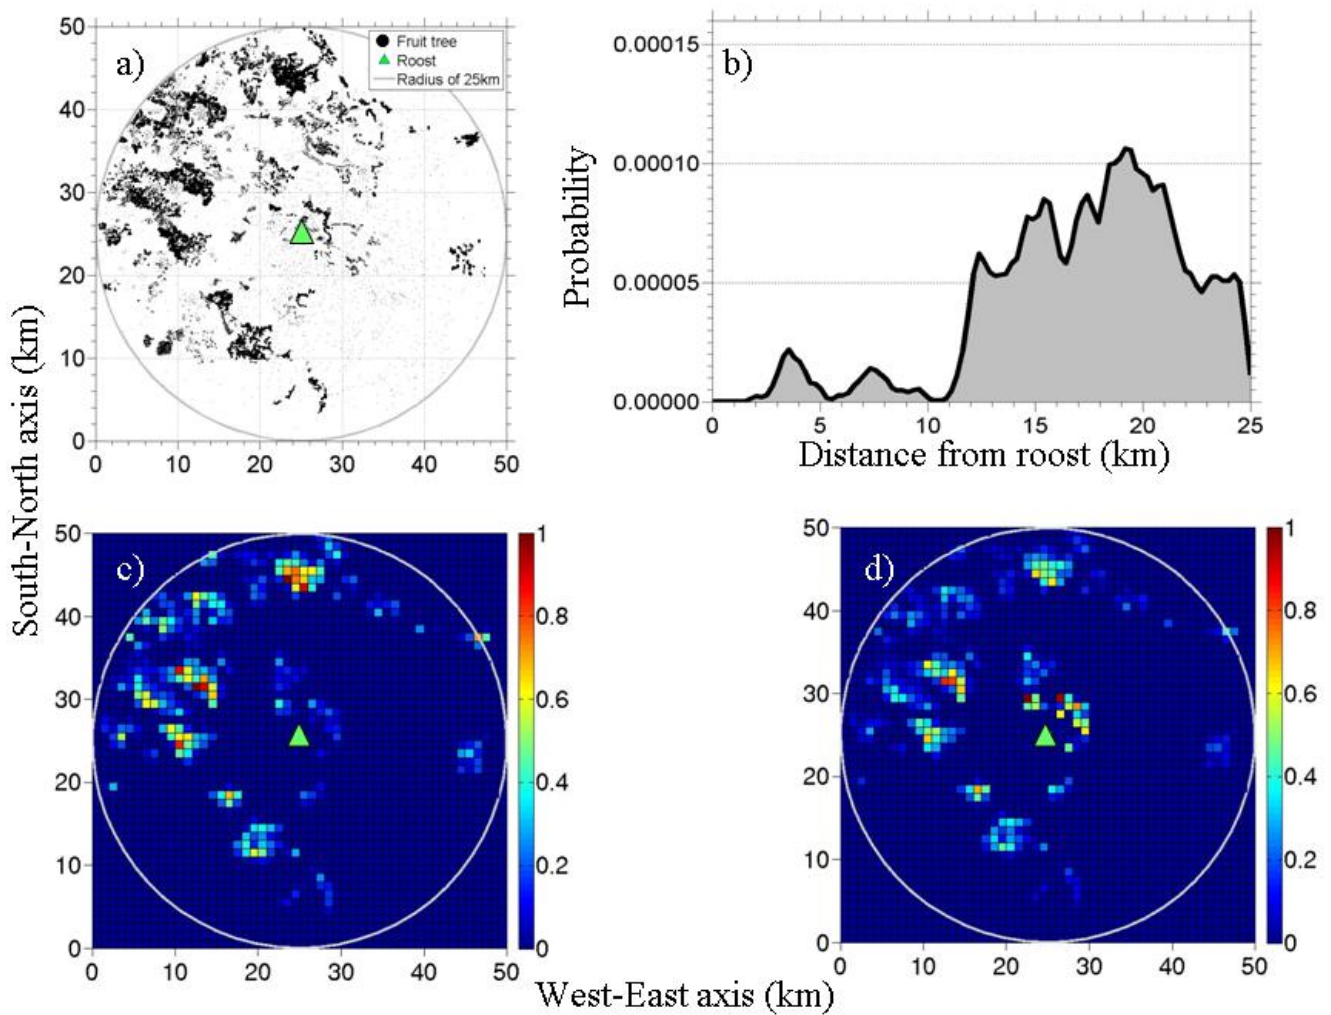 a)
Fruit tree
Roost
Radius of 25km
50
40
30
20
10
0
0 10 20 30 40 50
b)
Probability
0.00015
0.00010
0.00005
0.00000
0 5 10 15 20 25
Distance from roost (km)
South-North axis (km)
c)
50
40
30
20
10
0
0 10 20 30 40 50
1
0.8
0.6
0.4
0.2
0
d)
50
40
30
20
10
0
0 10 20 30 40 50
1
0.8
0.6
0.4
0.2
0
West-East axis (km)